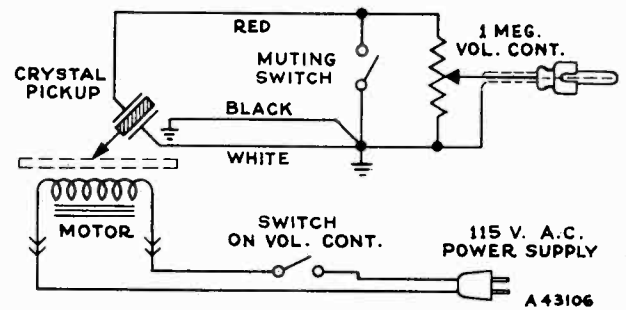 RED
1 MEG.
VOL. CONT.
MUTING
SWITCH
CRYSTAL
PICKUP
BLACK
WHITE
MOTOR
SWITCH
ON VOL. CONT.
115 V. A.C.
POWER SUPPLY
A43106